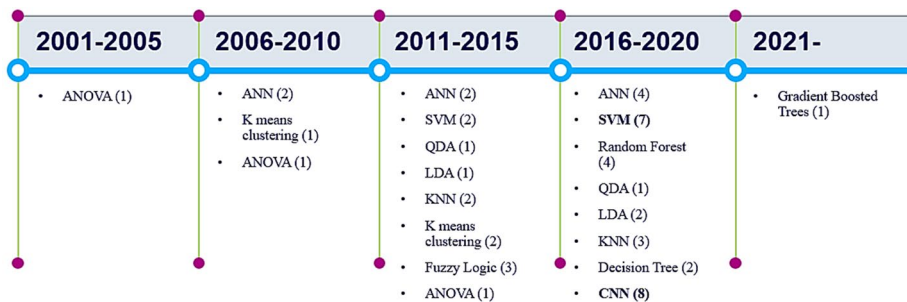 2001-2005
2006-2010
2011-2015
2016-2020
2021-
• ANOVA (1)
• ANN (2)
• K means
clustering (1)
• ANOVA (1)
• ANN (2)
• SVM (2)
• QDA (1)
• LDA (1)
• KNN (2)
• K means
clustering (2)
• Fuzzy Logic (3)
• ANOVA (1)
• ANN (4)
• SVM (7)
• Random Forest
(4)
• QDA (1)
• LDA (2)
• KNN (3)
• Decision Tree (2)
• CNN (8)
• Gradient Boosted
Trees (1)